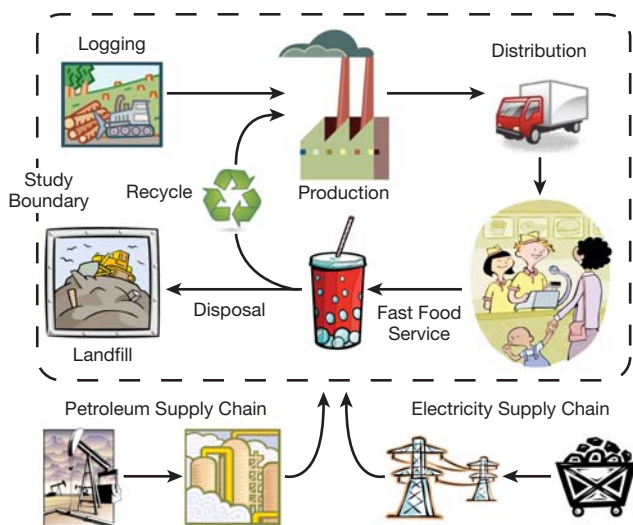 Logging
Distribution
Study
Boundary
Recycle
Production
Disposal
Fast Food
Service
Landfill
Petroleum Supply Chain
Electricity Supply Chain